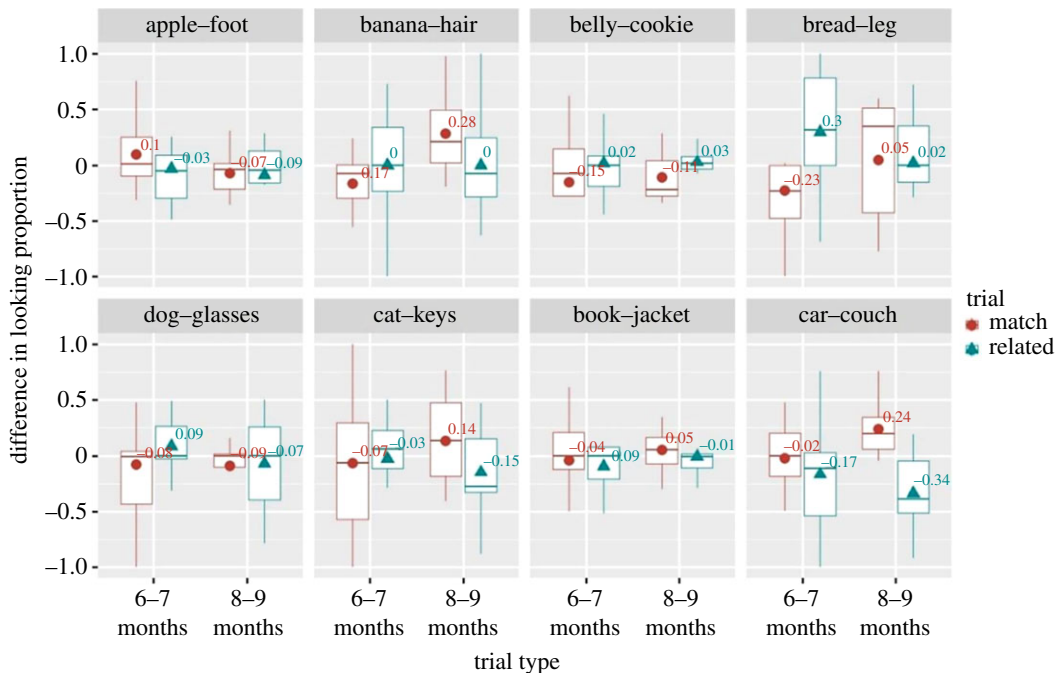 apple–foot banana–hair belly–cookie bread–leg
1.0
0.5
0
−0.5
−1.0
0.1 −0.03 −0.07 −0.09
0.17 0 0.28 0
−0.15 0.02 −0.11 0.03
−0.23 0.3 0.05 0.02
difference in looking proportion
dog–glasses cat–keys book–jacket car–couch
1.0
0.5
0
−0.5
−1.0
−0.08 0.09 −0.09 −0.07
−0.07 −0.03 0.14 −0.15
−0.04 0.09 0.05 −0.01
−0.02 −0.17 0.24 −0.34
6–7 8–9 6–7 8–9 6–7 8–9 6–7 8–9
months months months months months months months months
trial type
trial
match
related